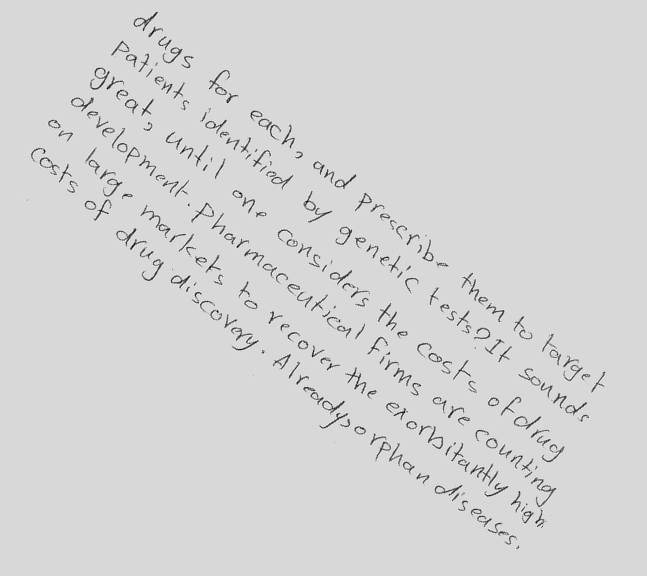 drugs for each, and prescribe them to target
patients identified by genetic tests? It sounds
great, until one considers the costs of drug
development. Pharmaceutical firms are counting
on large markets to recover the exorbitantly high
costs of drug discovery. Already, orphan diseases.